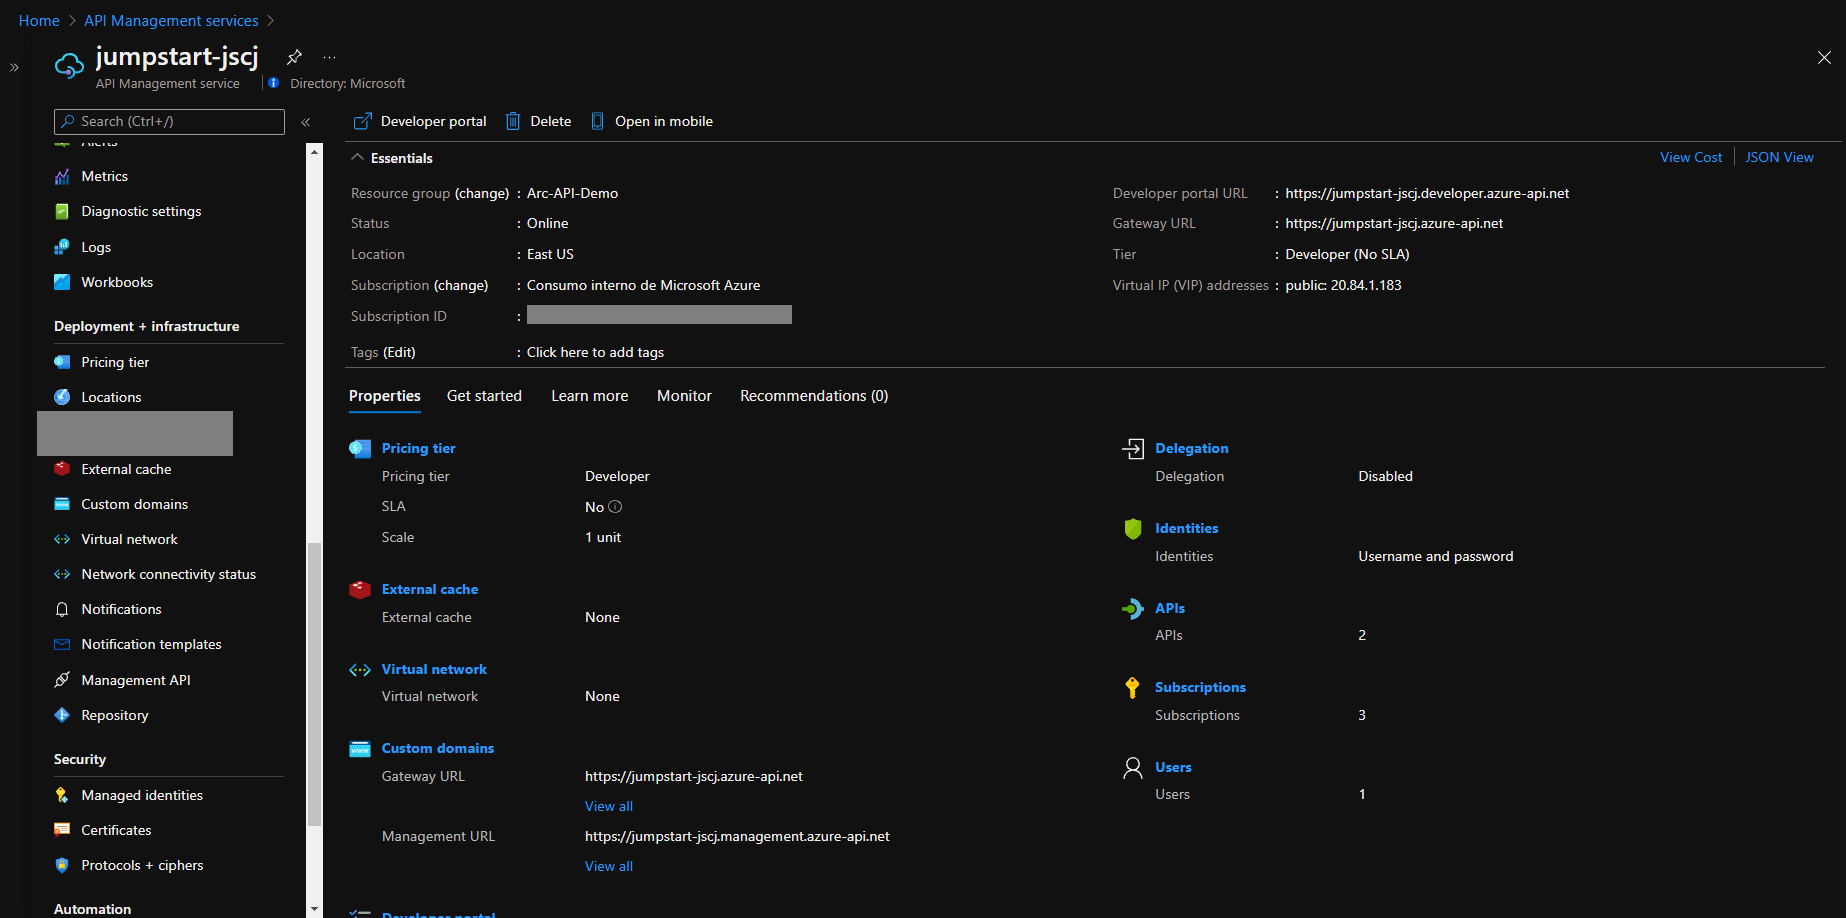 Home > API Management services >
jumpstart-jscj
API Management service
Directory: Microsoft
Search (Ctrl+/)
Developer portal
Delete
Open in mobile
Alerts
Metrics
Diagnostic settings
Logs
Workbooks
Deployment + infrastructure
Pricing tier
Locations
External cache
Custom domains
Virtual network
Network connectivity status
Notifications
Notification templates
Management API
Repository
Security
Managed identities
Certificates
Protocols + ciphers
Automation
Essentials
View Cost
JSON View
Resource group (change) : Arc-API-Demo
Status : Online
Location : East US
Subscription (change) : Consumo interno de Microsoft Azure
Subscription ID :
Tags (Edit) : Click here to add tags
Developer portal URL : https://jumpstart-jscj.developer.azure-api.net
Gateway URL : https://jumpstart-jscj.azure-api.net
Tier : Developer (No SLA)
Virtual IP (VIP) addresses : public: 20.84.1.183
Properties
Get started
Learn more
Monitor
Recommendations (0)
Pricing tier
Pricing tier Developer
SLA No
Scale 1 unit
External cache
External cache None
Virtual network
Virtual network None
Custom domains
Gateway URL https://jumpstart-jscj.azure-api.net
View all
Management URL https://jumpstart-jscj.management.azure-api.net
View all
Developer portal
Delegation
Delegation Disabled
Identities
Identities Username and password
APIs
APIs 2
Subscriptions
Subscriptions 3
Users
Users 1